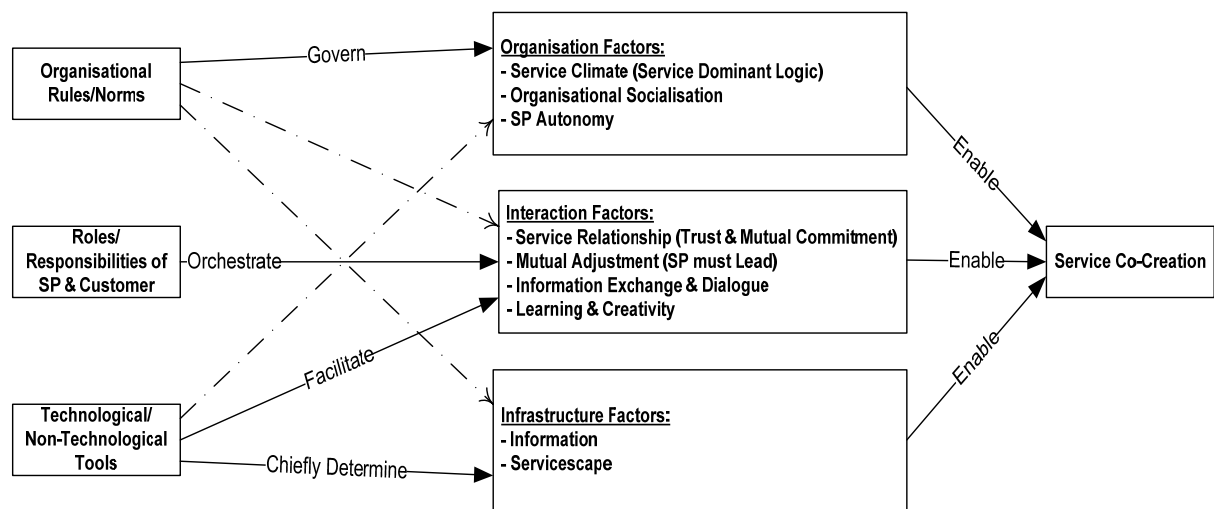 Organisational
Rules/Norms
Govern
Organisation Factors:
- Service Climate (Service Dominant Logic)
- Organisational Socialisation
- SP Autonomy
Enable
Roles/
Responsibilities of
SP & Customer
Orchestrate
Interaction Factors:
- Service Relationship (Trust & Mutual Commitment)
- Mutual Adjustment (SP must Lead)
- Information Exchange & Dialogue
- Learning & Creativity
Enable
Service Co-Creation
Technological/
Non-Technological
Tools
Facilitate
Chiefly Determine
Infrastructure Factors:
- Information
- Servicescape
Enable